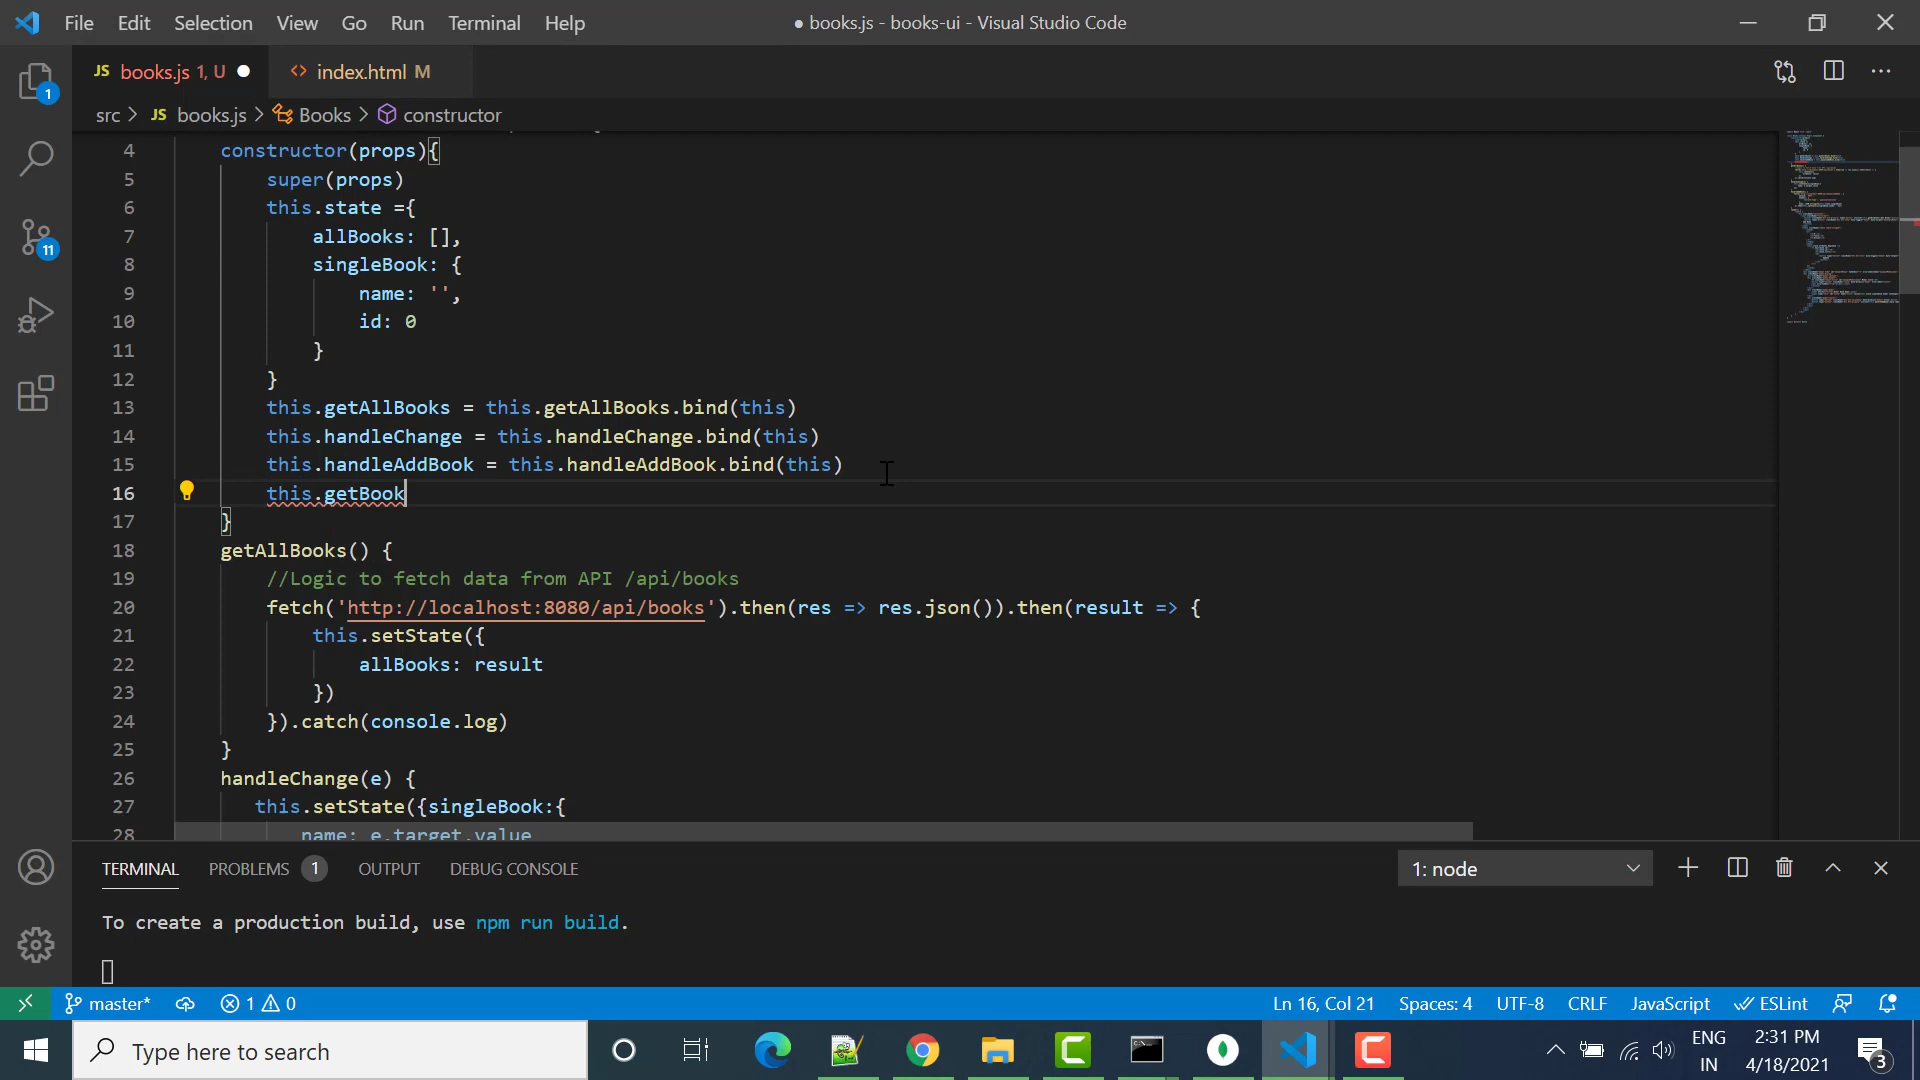 File Edit Selection View Go Run Terminal Help
● books.js - books-ui - Visual Studio Code
JS books.js 1, U ●
<> index.html M
src > JS books.js > Books > constructor
4 constructor(props){
5 super(props)
6 this.state ={
7 allBooks: [],
8 singleBook: {
9 name: '',
10 id: 0
11 }
12 }
13 this.getAllBooks = this.getAllBooks.bind(this)
14 this.handleChange = this.handleChange.bind(this)
15 this.handleAddBook = this.handleAddBook.bind(this)
16 this.getBook
17 }
18 getAllBooks() {
19 //Logic to fetch data from API /api/books
20 fetch('http://localhost:8080/api/books').then(res => res.json()).then(result => {
21 this.setState({
22 allBooks: result
23 })
24 }).catch(console.log)
25 }
26 handleChange(e) {
27 this.setState({singleBook:{
28 name: e.target.value
1
11
TERMINAL PROBLEMS 1 OUTPUT DEBUG CONSOLE
1: node
To create a production build, use npm run build.
master* 1 0
Ln 16, Col 21 Spaces: 4 UTF-8 CRLF JavaScript ESLint
Type here to search
ENG
IN
2:31 PM
4/18/2021
3